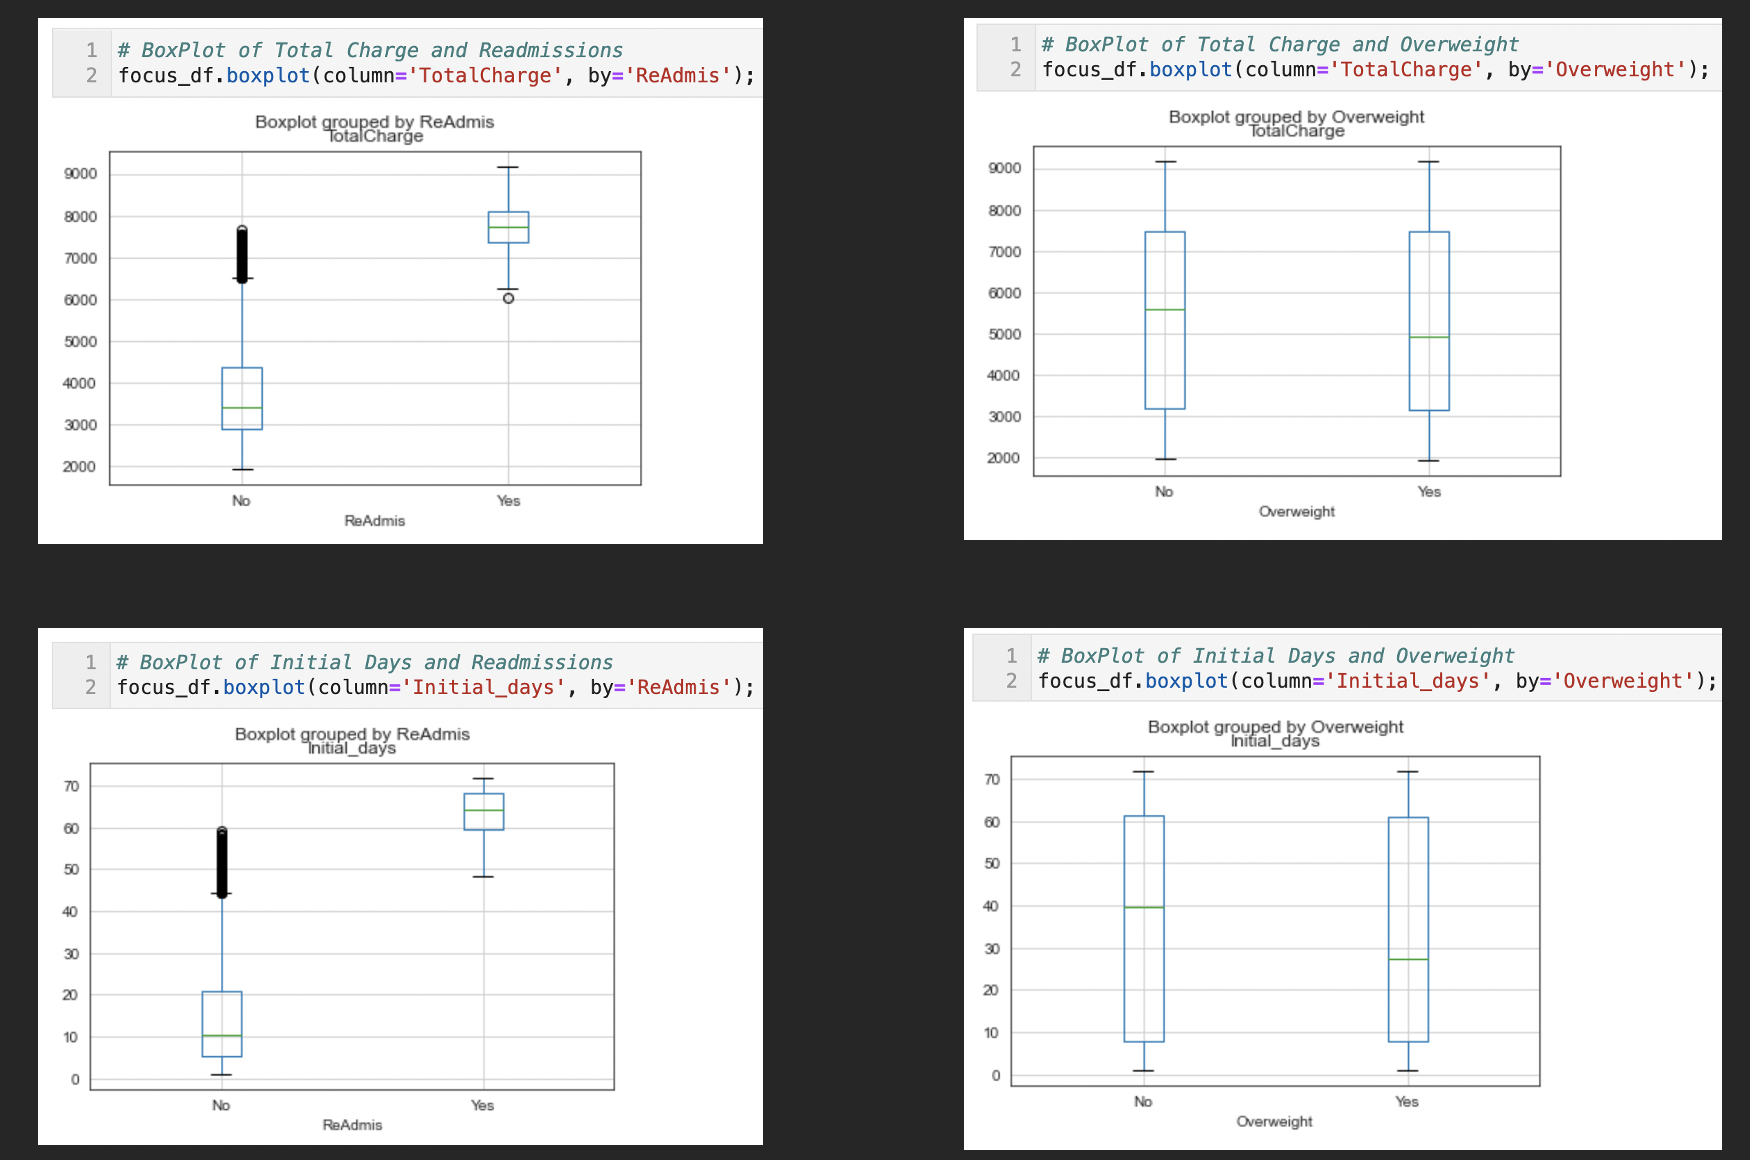 1 # BoxPlot of Total Charge and Readmissions
2 focus_df.boxplot(column='TotalCharge', by='ReAdmis');
Boxplot grouped by ReAdmis
TotalCharge
9000
8000
7000
6000
5000
4000
3000
2000
No Yes
ReAdmis
1 # BoxPlot of Total Charge and Overweight
2 focus_df.boxplot(column='TotalCharge', by='Overweight');
Boxplot grouped by Overweight
TotalCharge
9000
8000
7000
6000
5000
4000
3000
2000
No Yes
Overweight
1 # BoxPlot of Initial Days and Readmissions
2 focus_df.boxplot(column='Initial_days', by='ReAdmis');
Boxplot grouped by ReAdmis
Initial_days
70
60
50
40
30
20
10
0
No Yes
ReAdmis
1 # BoxPlot of Initial Days and Overweight
2 focus_df.boxplot(column='Initial_days', by='Overweight');
Boxplot grouped by Overweight
Initial_days
70
60
50
40
30
20
10
0
No Yes
Overweight